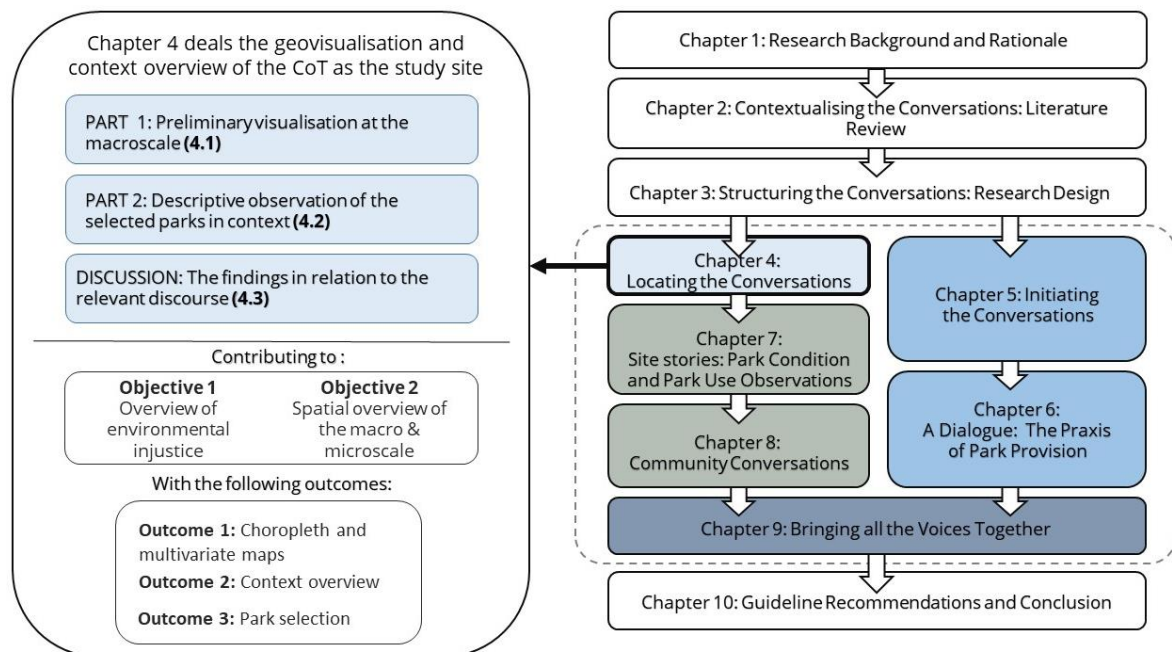 Chapter 4 deals the geovisualisation and
context overview of the CoT as the study site
PART 1: Preliminary visualisation at the
macroscale (4.1)
PART 2: Descriptive observation of the
selected parks in context (4.2)
DISCUSSION: The findings in relation to the
relevant discourse (4.3)
Contributing to :
Objective 1
Overview of
environmental
injustice
Objective 2
Spatial overview of
the macro &
microscale
With the following outcomes:
Outcome 1: Choropleth and
multivariate maps
Outcome 2: Context overview
Outcome 3: Park selection
Chapter 1: Research Background and Rationale
Chapter 2: Contextualising the Conversations: Literature
Review
Chapter 3: Structuring the Conversations: Research Design
Chapter 4:
Locating the Conversations
Chapter 7:
Site stories: Park Condition
and Park Use Observations
Chapter 8:
Community Conversations
Chapter 5: Initiating
the Conversations
Chapter 6:
A Dialogue: The Praxis
of Park Provision
Chapter 9: Bringing all the Voices Together
Chapter 10: Guideline Recommendations and Conclusion